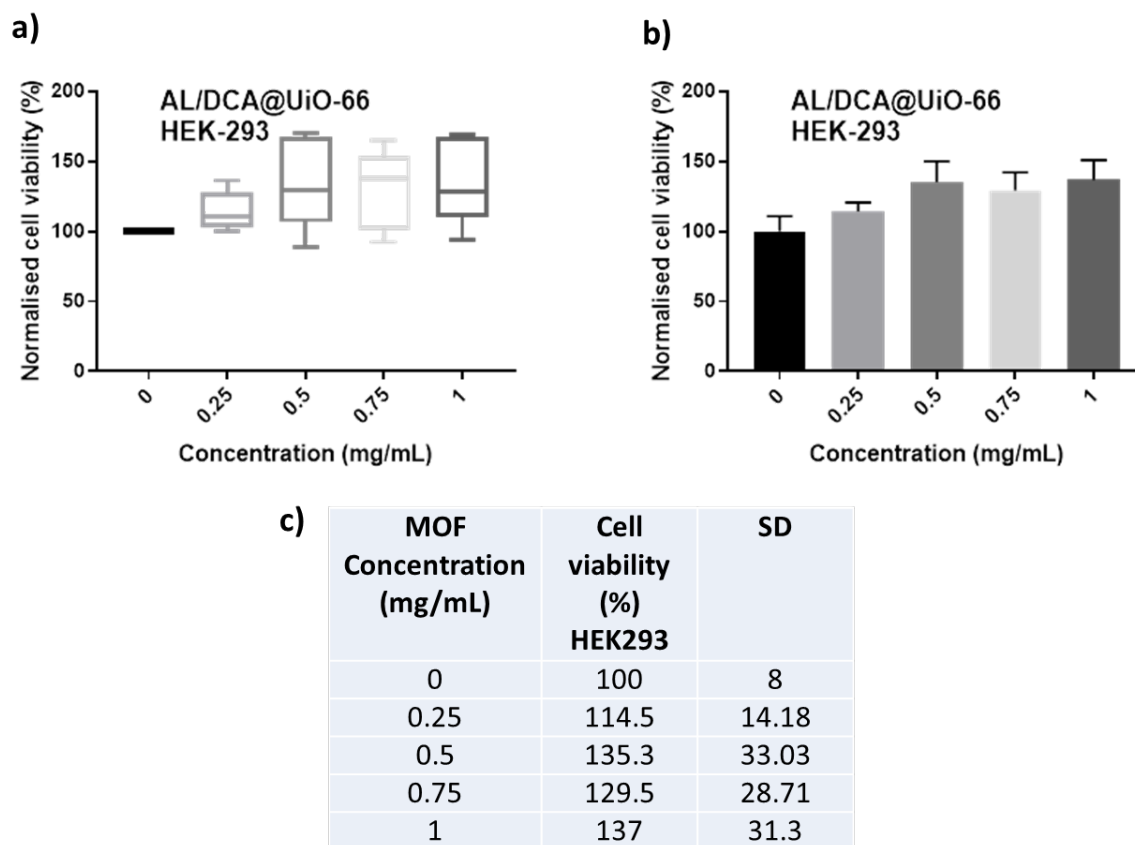 a)
Normalised cell viability (%)
200
150
100
50
0
AL/DCA@UiO-66
HEK-293
0 0.25 0.5 0.75 1
Concentration (mg/mL)
b)
Normalised cell viability (%)
200
150
100
50
0
AL/DCA@UiO-66
HEK-293
0 0.25 0.5 0.75 1
Concentration (mg/mL)
c)
MOF
Concentration
(mg/mL)
Cell
viability
(%)
HEK293
SD
0 100 8
0.25 114.5 14.18
0.5 135.3 33.03
0.75 129.5 28.71
1 137 31.3